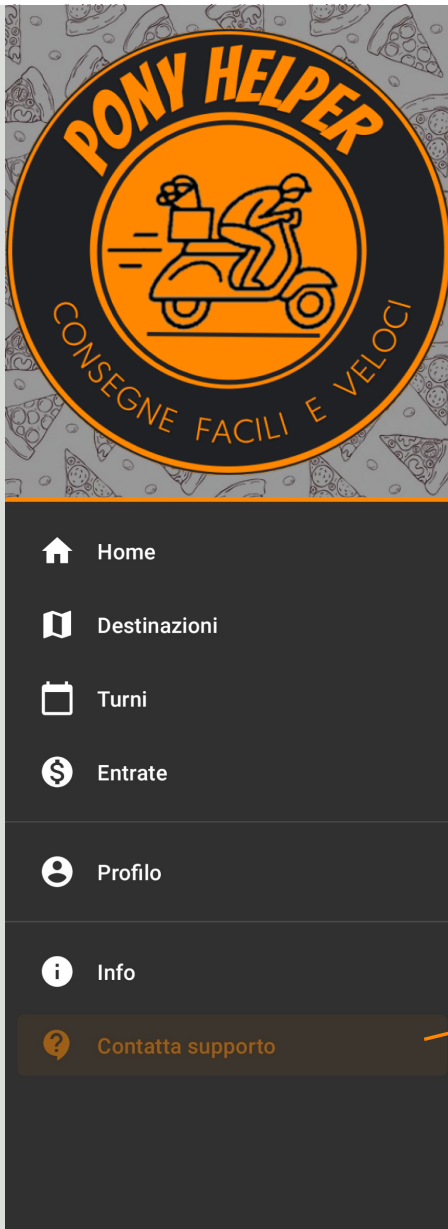 PONY HELPER
CONSEGNE FACILI E VELOCI
Home
Destinazioni
Turni
Entrate
Profilo
Info
Contatta supporto